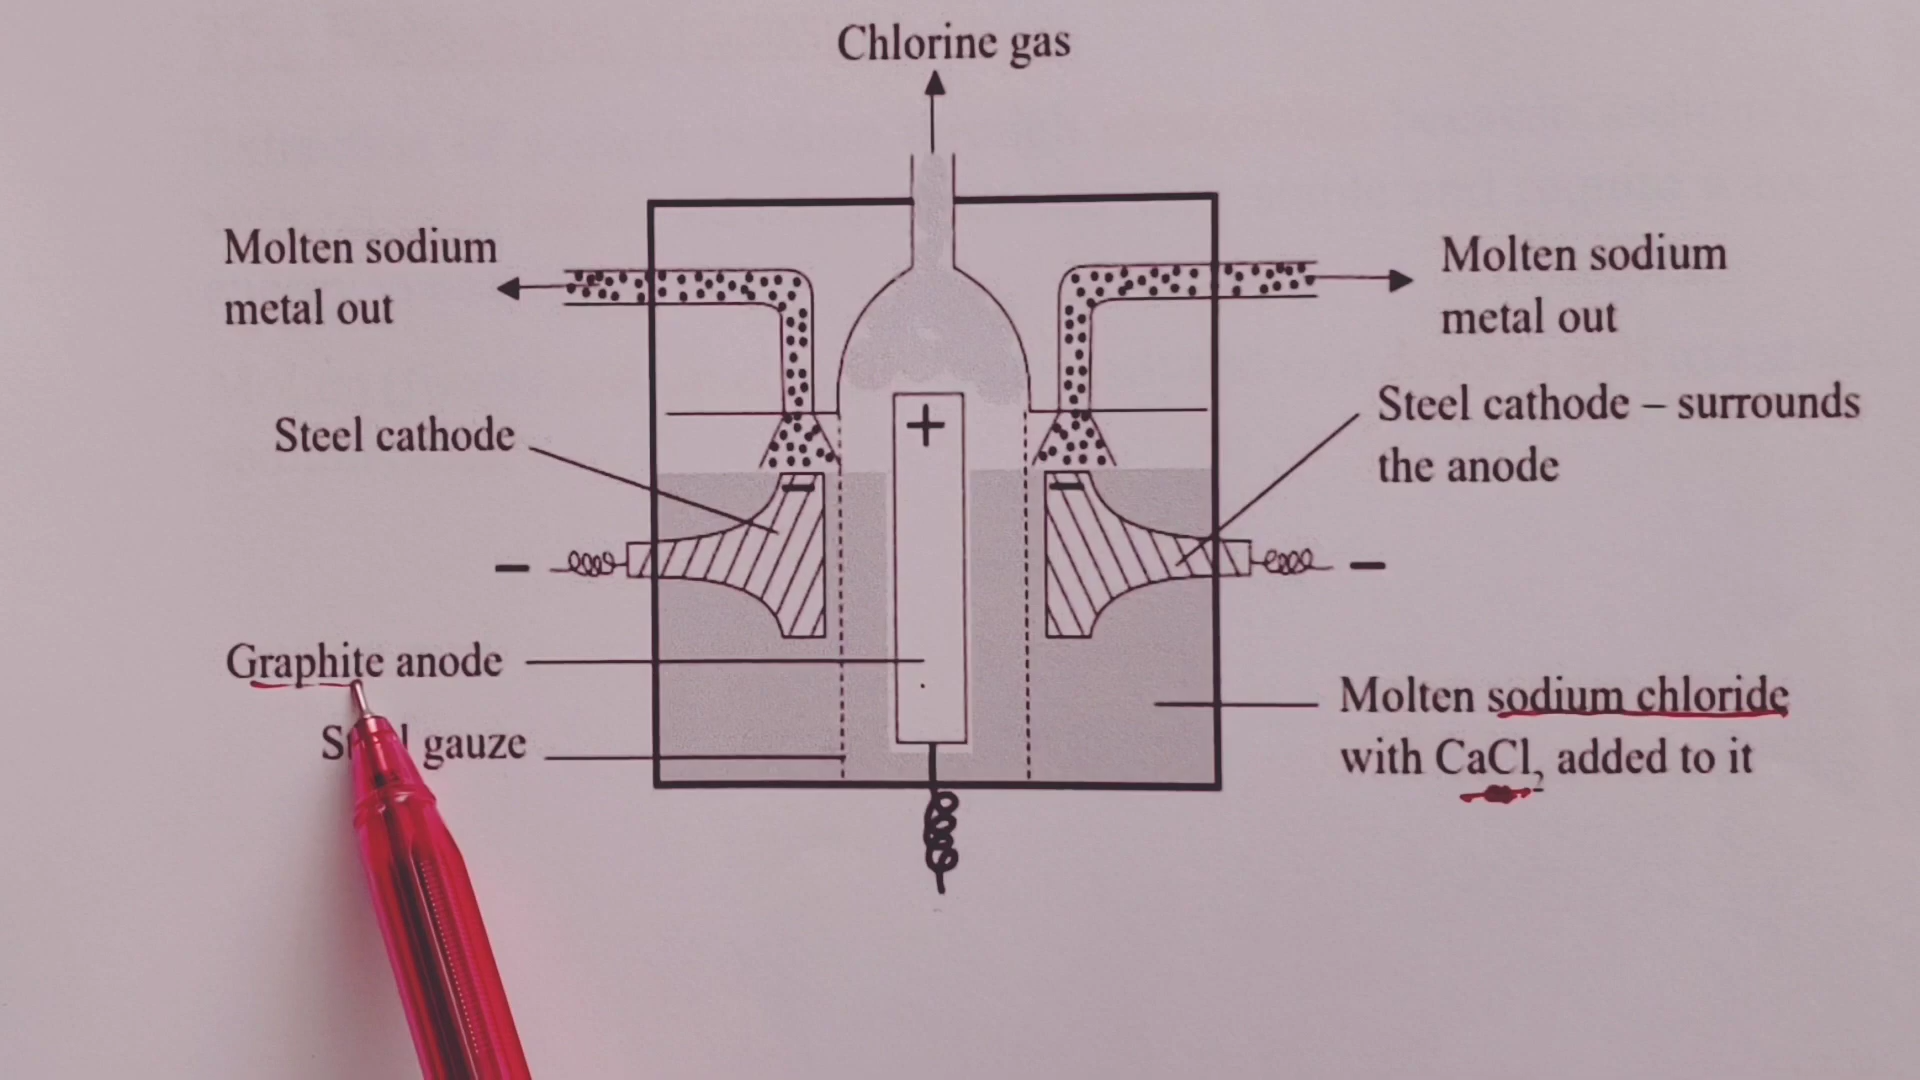 Chlorine gas
Molten sodium
metal out
Molten sodium
metal out
Steel cathode
Steel cathode – surrounds
the anode
+
–
–
–
–
Graphite anode
gauze
Molten sodium chloride
with CaCl₂ added to it